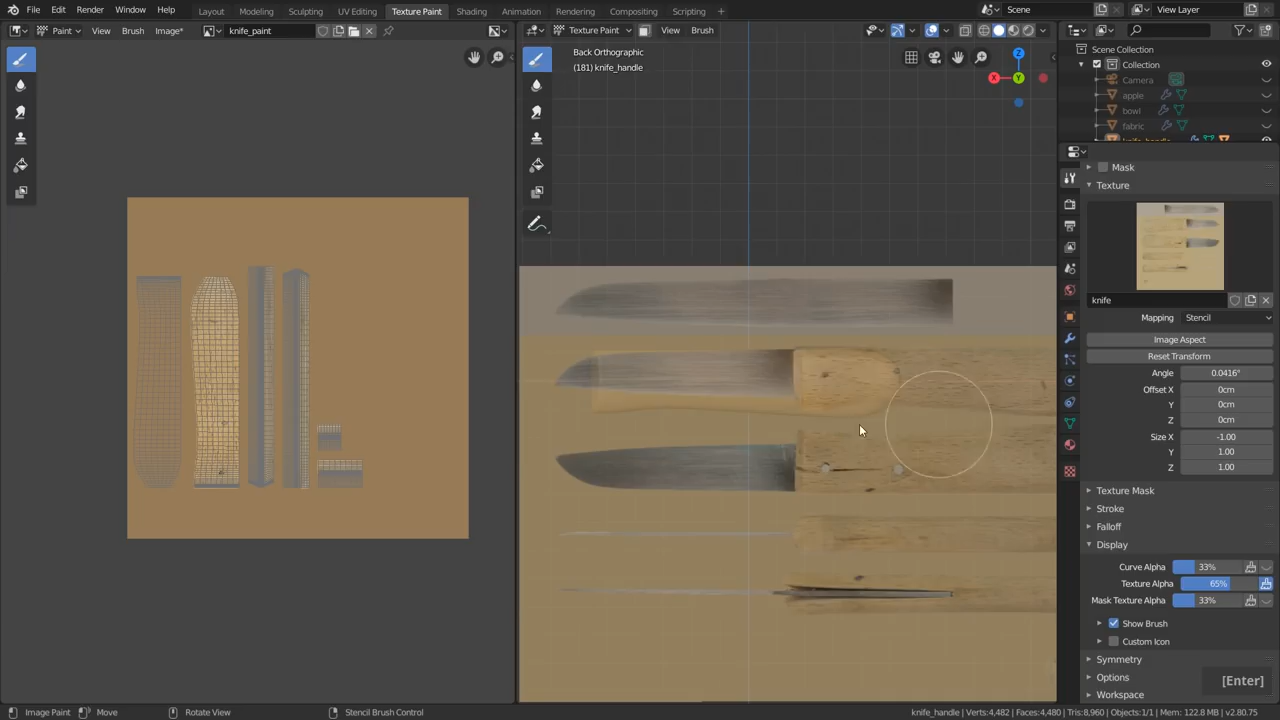 File Edit Render Window Help Layout Modeling Sculpting UV Editing Texture Paint Shading Animation Rendering Compositing Scripting + Scene View Layer
Paint View Brush Image* knife_paint Texture Paint View Brush
Back Orthographic
(181) knife_handle
Z
X Y
Scene Collection
Collection
Camera
apple
bowl
fabric
knife_handle
Mask
Texture
knife
Mapping Stencil
Image Aspect
Reset Transform
Angle 0.0416°
Offset X 0cm
Y 0cm
Z 0cm
Size X -1.00
Y 1.00
Z 1.00
Texture Mask
Stroke
Falloff
Display
Curve Alpha 33%
Texture Alpha 65%
Mask Texture Alpha 33%
Show Brush
Custom Icon
Symmetry
Options
Workspace
[Enter]
Image Paint Move Rotate View Stencil Brush Control knife_handle | Verts:4,482 | Faces:4,480 | Tris:8,960 | Objects:1/1 | Mem: 122.8 MB | v2.80.75